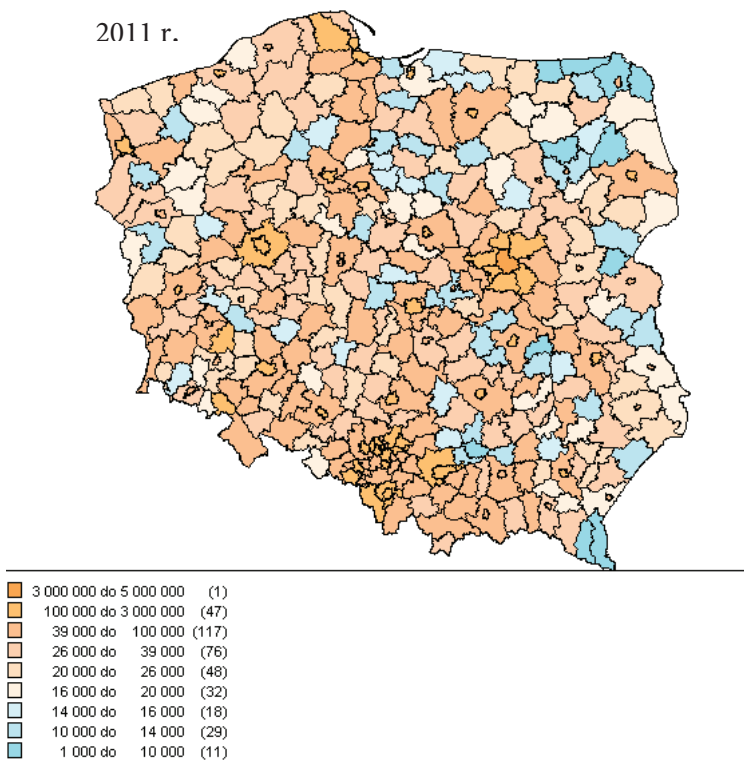 2011 r.
3 000 000 do 5 000 000 (1)
100 000 do 3 000 000 (47)
39 000 do 100 000 (117)
26 000 do 39 000 (76)
20 000 do 26 000 (48)
16 000 do 20 000 (32)
14 000 do 16 000 (18)
10 000 do 14 000 (29)
1 000 do 10 000 (11)